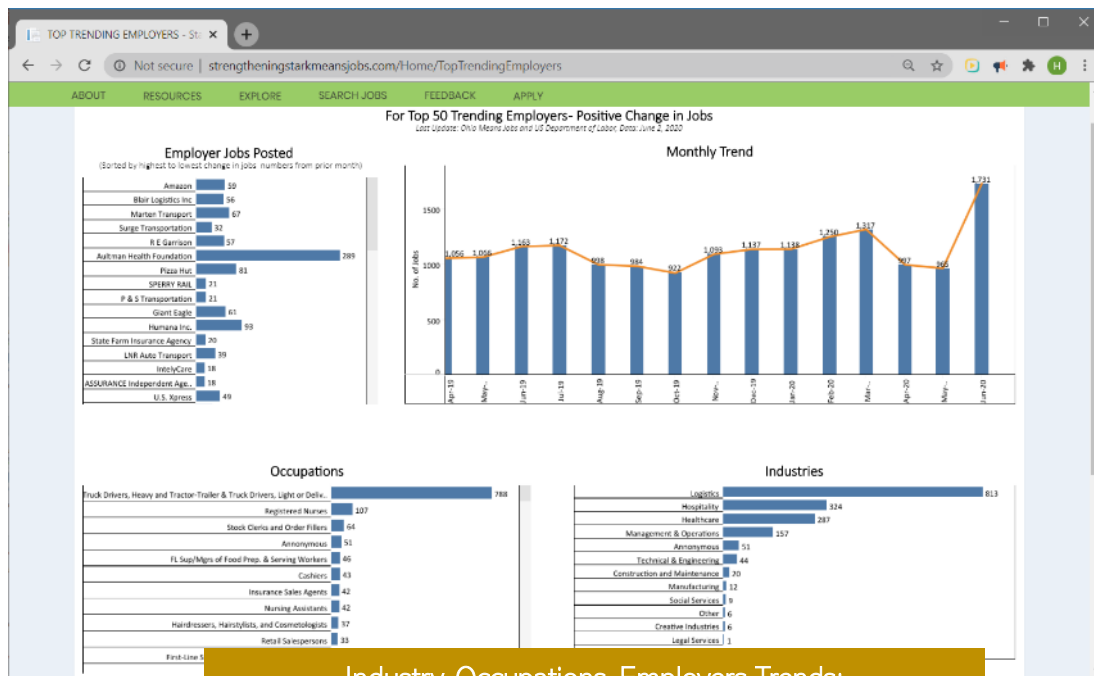 TOP TRENDING EMPLOYERS - Sta
Not secure | strengtheningstarkmeansjobs.com/Home/TopTrendingEmployers
H
ABOUT RESOURCES EXPLORE SEARCH JOBS FEEDBACK APPLY
For Top 50 Trending Employers- Positive Change in Jobs
Last Update: Ohio Means Jobs and US Department of Labor, Data: June 2, 2020
Employer Jobs Posted
(Sorted by highest to lowest change in jobs numbers from prior month)
Amazon 59
Blair Logistics Inc 56
Marten Transport 67
Surge Transportation 32
R E Garrison 57
Aultman Health Foundation 289
Pizza Hut 81
SPERRY RAIL 21
P & S Transportation 21
Giant Eagle 61
Humana Inc. 93
State Farm Insurance Agency 20
LNR Auto Transport 39
IntelyCare 18
ASSURANCE Independent Age.. 18
U.S. Xpress 49
Monthly Trend
No. of Jobs
1500
1000
500
0
1,056 1,066 1,163 1,172 998 984 922 1,093 1,137 1,138 1,250 1,317 997 965 1,731
Apr-19 May-.. Jun-19 Jul-19 Aug-19 Sep-19 Oct-19 Nov-.. Dec-19 Jan-20 Feb-20 Mar-.. Apr-20 May-.. Jun-20
Occupations
Truck Drivers, Heavy and Tractor-Trailer & Truck Drivers, Light or Deliv.. 788
Registered Nurses 107
Stock Clerks and Order Fillers 64
Annonymous 51
FL Sup/Mgrs of Food Prep. & Serving Workers 46
Cashiers 43
Insurance Sales Agents 42
Nursing Assistants 42
Hairdressers, Hairstylists, and Cosmetologists 37
Retail Salespersons 33
First-Line S
Industries
Logistics 813
Hospitality 324
Healthcare 287
Management & Operations 157
Annonymous 51
Technical & Engineering 44
Construction and Maintenance 20
Manufacturing 12
Social Services 9
Other 6
Creative Industries 6
Legal Services 1
Industry, Occupations, Employers Trends: